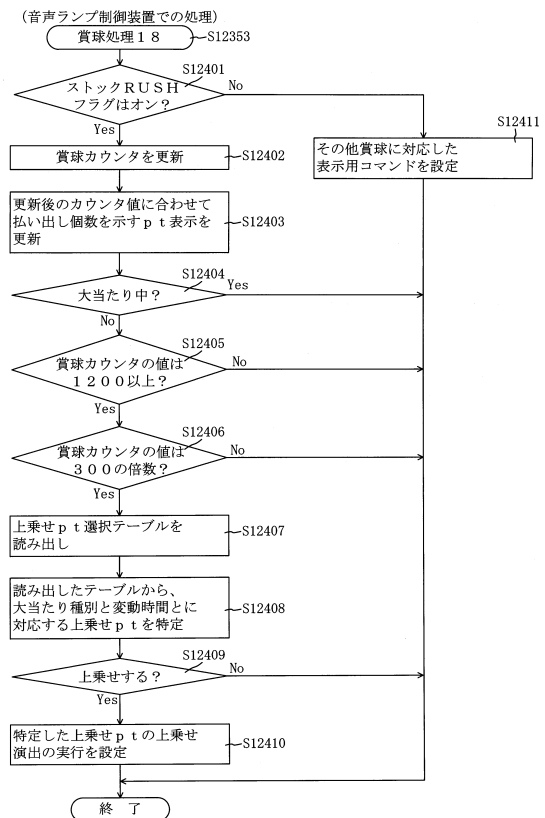 （音声ランプ制御装置での処理）
賞球処理１８
S12353
S12401
ストックＲＵＳＨ
フラグはオン？
No
Yes
S12411
その他賞球に対応した
表示用コマンドを設定
賞球カウンタを更新
S12402
更新後のカウンタ値に合わせて
払い出し個数を示すｐｔ表示を
更新
S12403
S12404
大当たり中？
Yes
No
S12405
賞球カウンタの値は
１２００以上？
No
Yes
S12406
賞球カウンタの値は
３００の倍数？
No
Yes
上乗せｐｔ選択テーブルを
読み出し
S12407
読み出したテーブルから、
大当たり種別と変動時間とに
対応する上乗せｐｔを特定
S12408
S12409
上乗せする？
No
Yes
特定した上乗せｐｔの上乗せ
演出の実行を設定
S12410
終　了